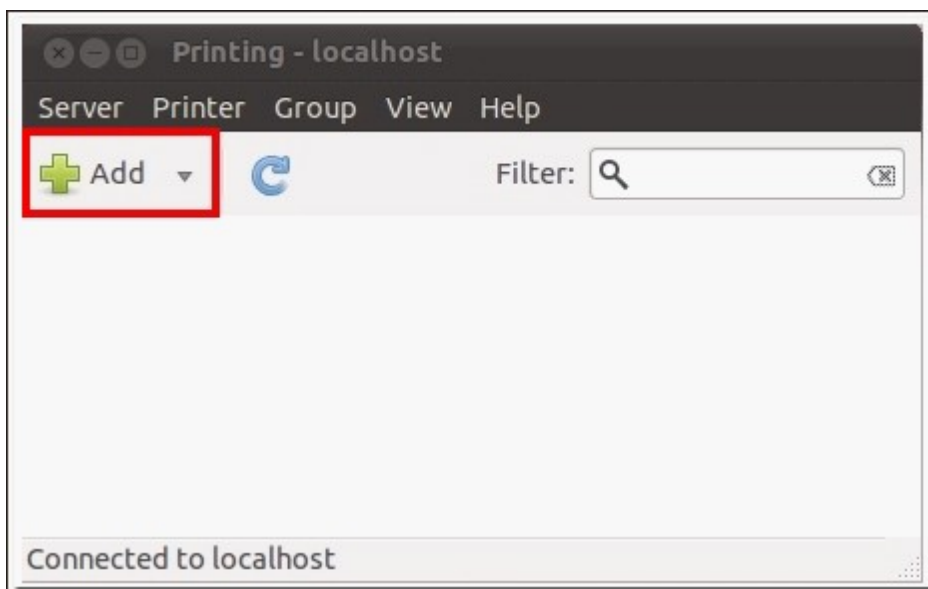 Printing - localhost
Server Printer Group View Help
Add Filter:
Connected to localhost